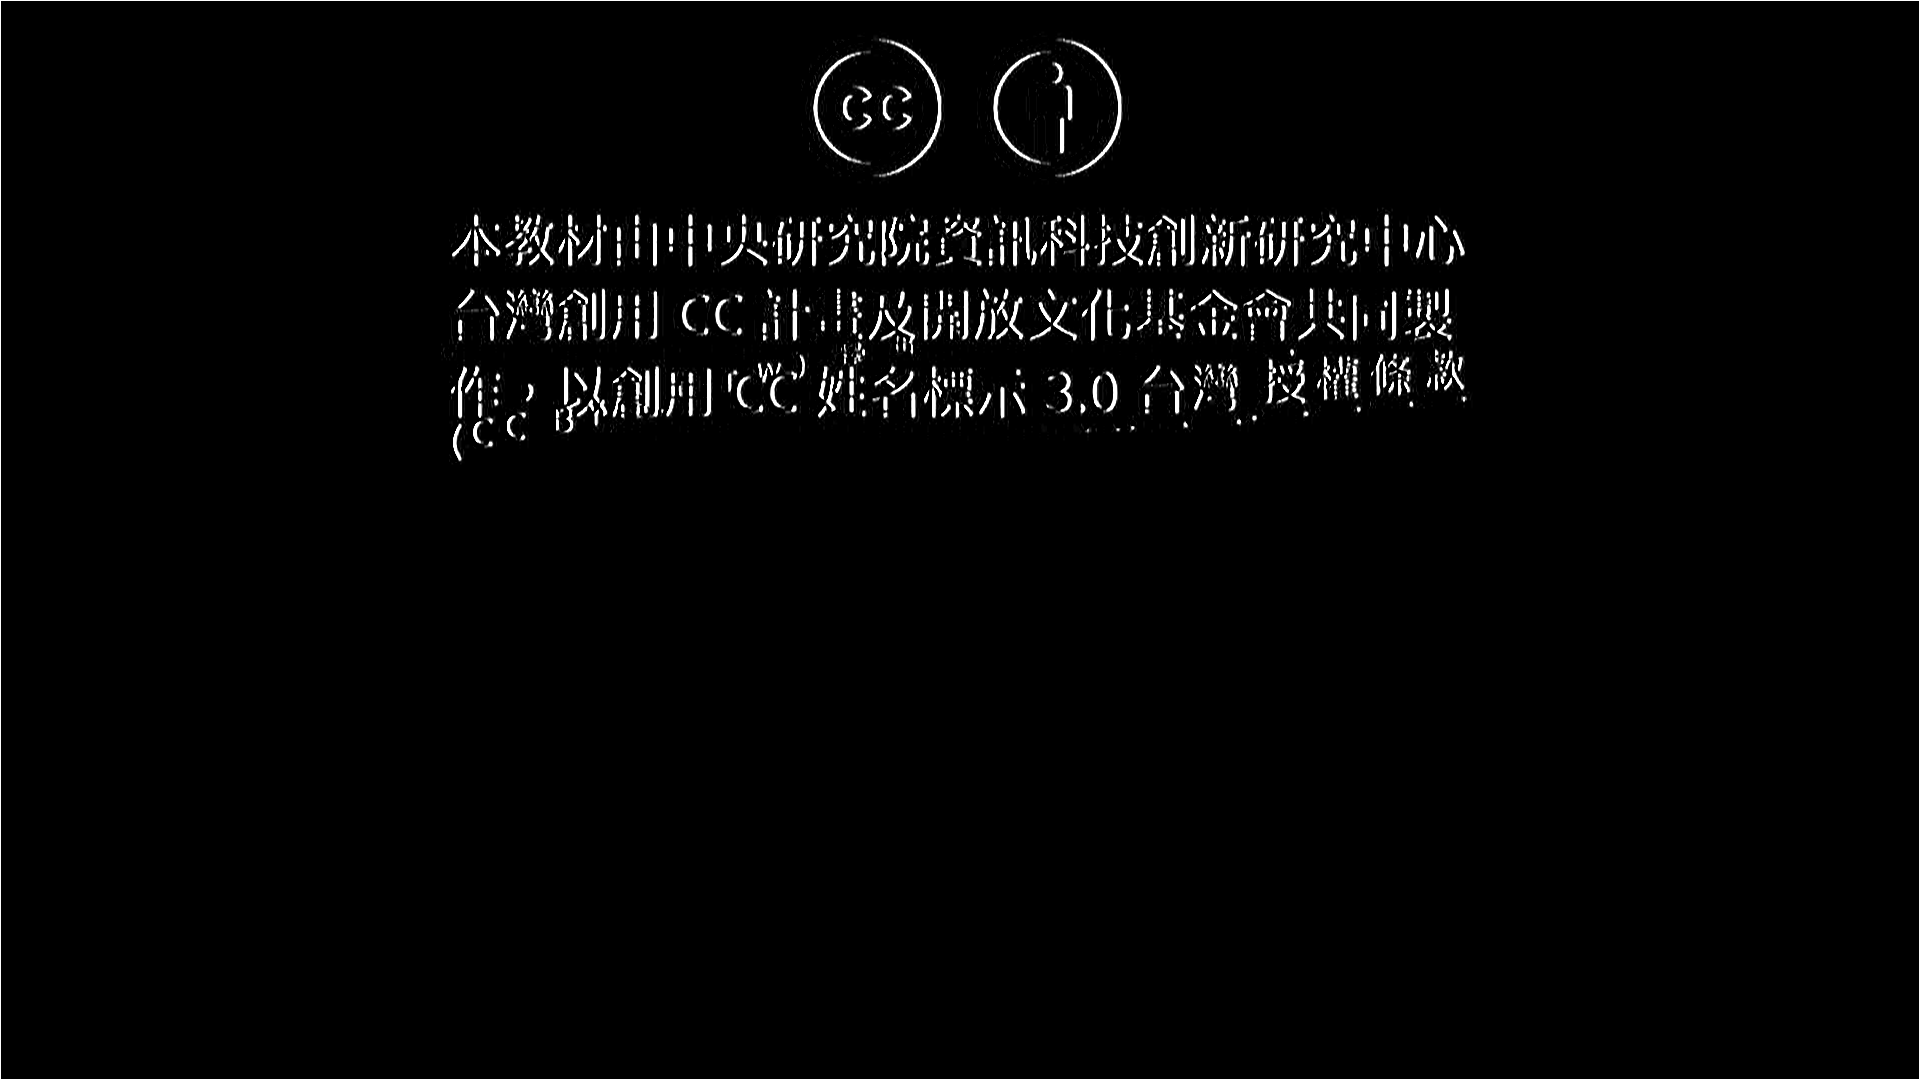 cc
本教材由中央研究院資訊科技創新研究中心
台灣創用 CC 計畫及開放文化基金會共同製
作，以創用 CC 姓名標示 3.0 台灣 授權條款
(CC BY